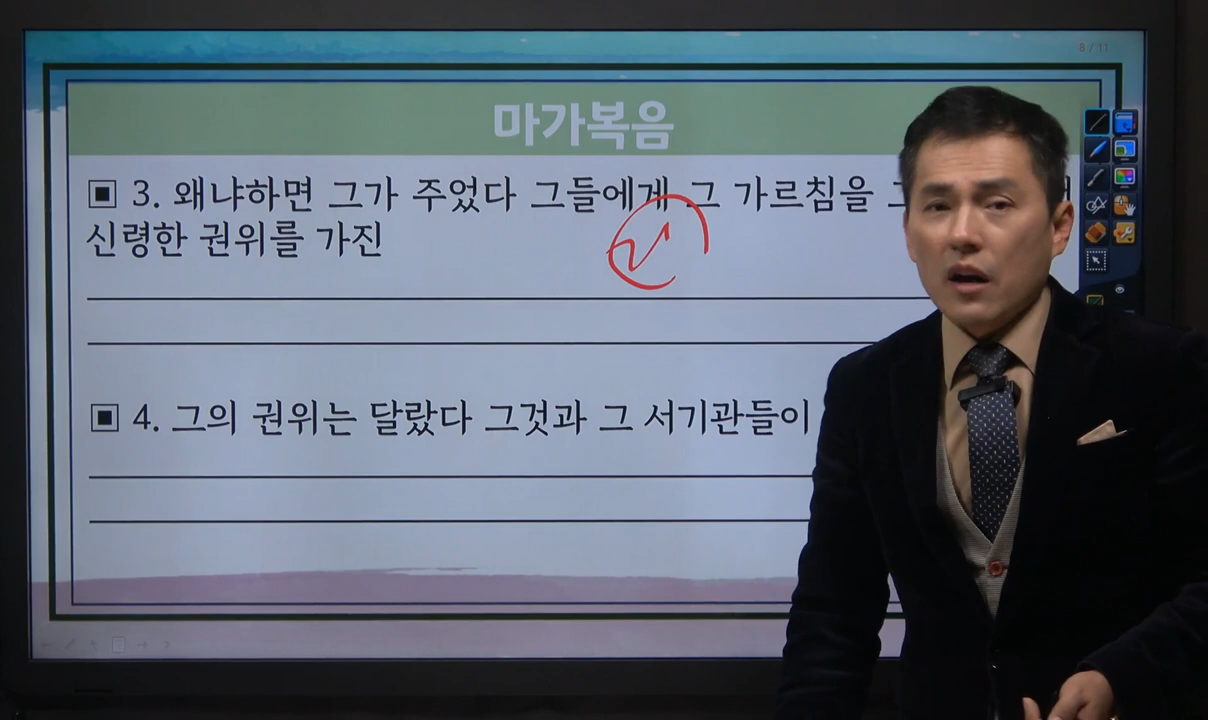 8 / 11
마가복음
▣ 3. 왜냐하면 그가 주었다 그들에게 그 가르침을
신령한 권위를 가진
▣ 4. 그의 권위는 달랐다 그것과 그 서기관들이